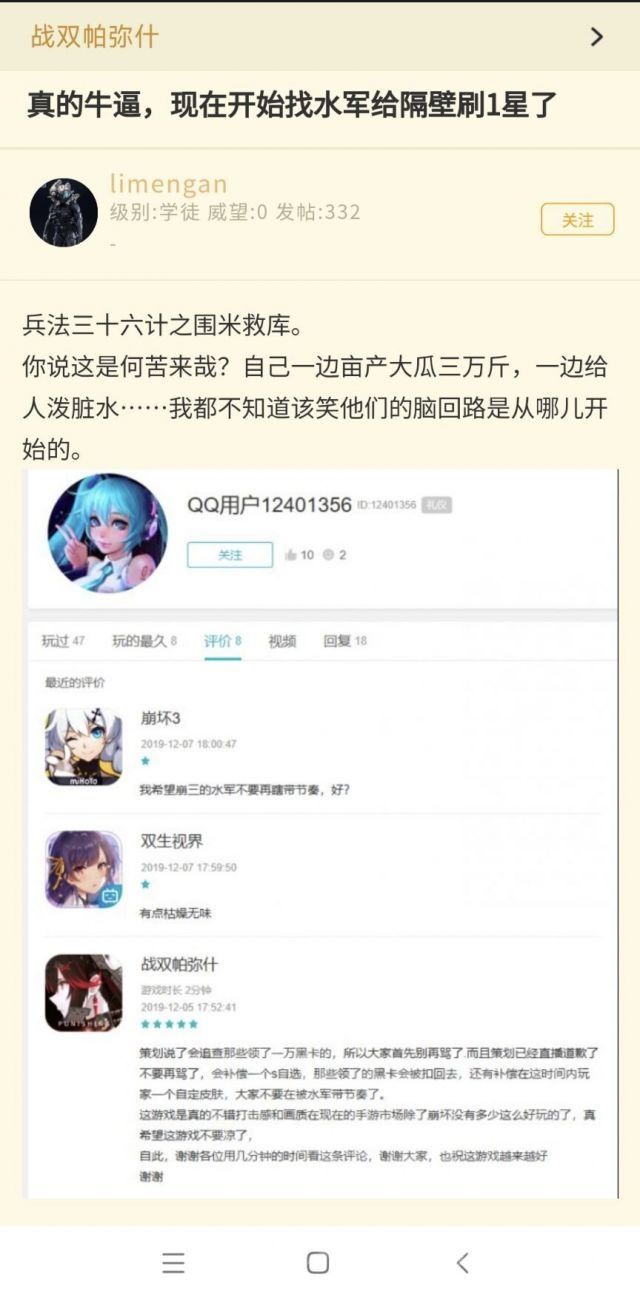 战双帕弥什
真的牛逼，现在开始找水军给隔壁刷1星了
limengan
级别:学徒 威望:0 发帖:332
-
关注
兵法三十六计之围米救库。
你说这是何苦来哉？自己一边亩产大瓜三万斤，一边给
人泼脏水……我都不知道该笑他们的脑回路是从哪儿开
始的。
QQ用户12401356 ID:12401356 礼仪
关注 10 2
玩过 47 玩的最久 8 评价 8 视频 回复 18
最近的评价
崩坏3
2019-12-07 18:00:47
miHoYo
我希望崩三的水军不要再瞎带节奏，好?
双生视界
2019-12-07 17:59:50
有点枯燥无味
战双帕弥什
游戏时长 2分钟
2019-12-05 17:52:41
PUNISHING
策划说了会追查那些领了一万黑卡的，所以大家首先别再骂了.而且策划已经直播道歉了
不要再骂了，会补偿一个s自选，那些领了的黑卡会被扣回去，还有补偿在这时间内玩
家一个自定皮肤，大家不要在被水军带节奏了。
这游戏是真的不错打击感和画质在现在的手游市场除了崩坏没有多少这么好玩的了，真
希望这游戏不要凉了，
自此，谢谢各位用几分钟的时间看这条评论，谢谢大家，也祝这游戏越来越好
谢谢